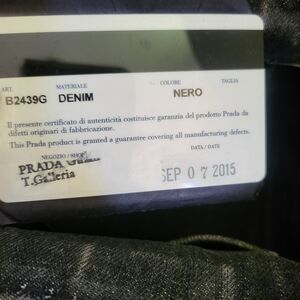 ART. MATERIALE COLORE TAGLIA
B2439G DENIM NERO
Il presente certificato di autenticità costituisce garanzia del prodotto Prada da
difetti originari di fabbricazione.
This Prada product is granted a guarantee covering all manufacturing defects.
NEGOZIO / SHOP DATA / DATE
PRADA SEP 07 2015
T.Galleria